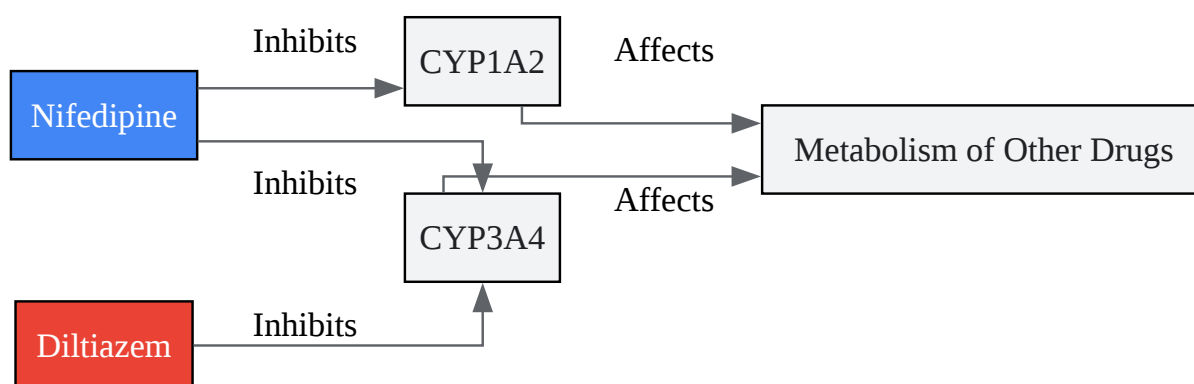 Inhibits
CYP1A2
Affects
Nifedipine
Metabolism of Other Drugs
Inhibits
Affects
CYP3A4
Inhibits
Diltiazem